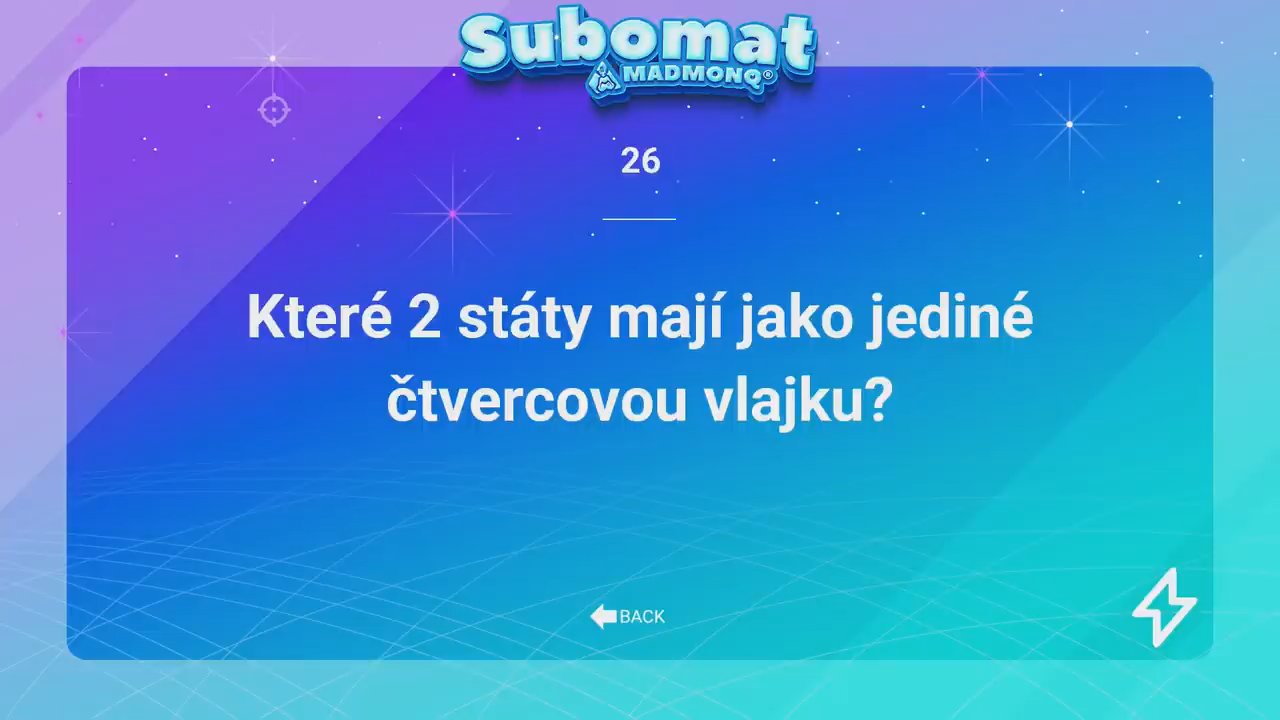 Subomat
MADMONQ®
26
Které 2 státy mají jako jediné
čtvercovou vlajku?
BACK